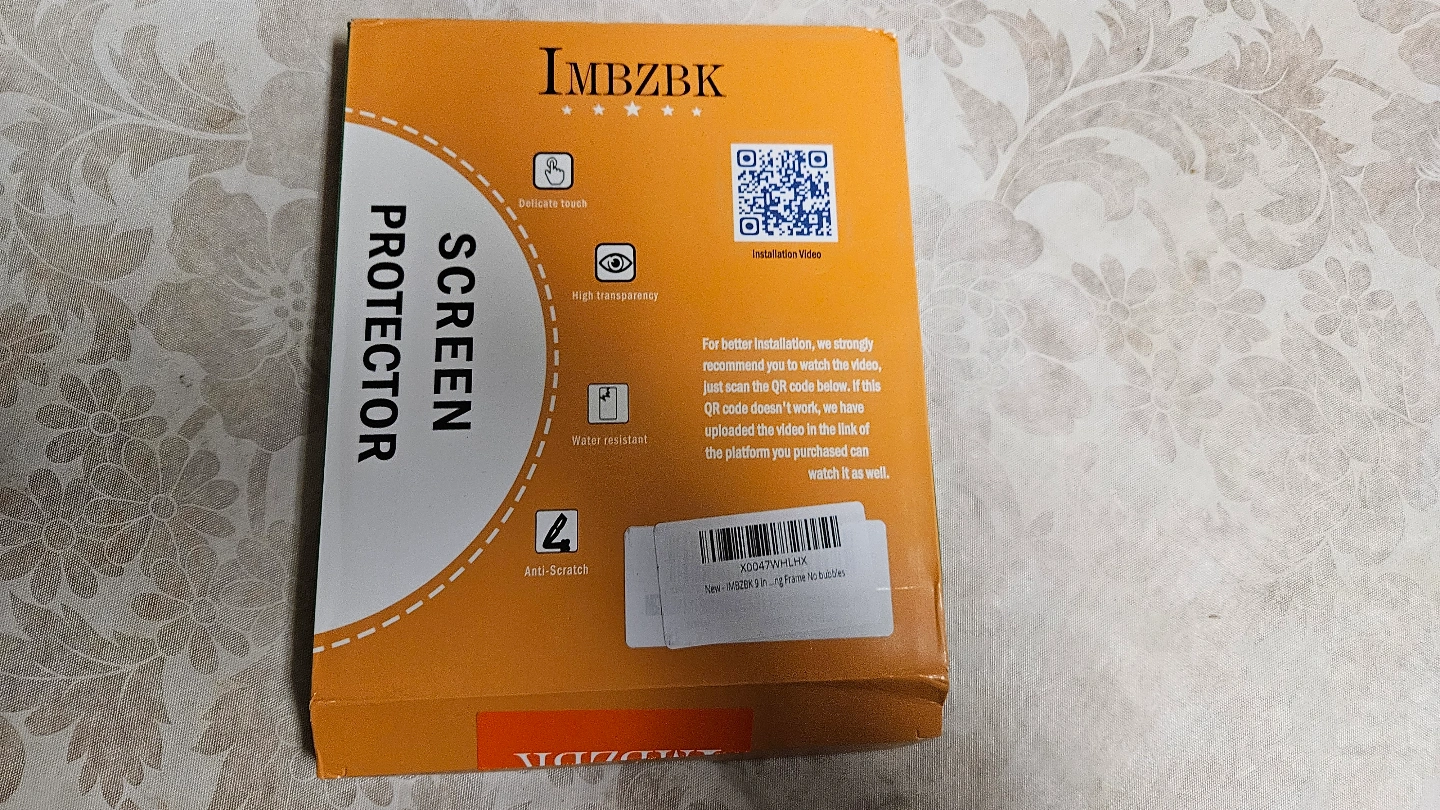 IMBZBK
Delicate touch
High transparency
Water resistant
Anti-Scratch
SCREEN
PROTECTOR
Installation Video
For better installation, we strongly
recommend you to watch the video,
just scan the QR code below. If this
QR code doesn't work, we have
uploaded the video in the link of
the platform you purchased can
watch it as well.
X0047WHLHX
New - IMBZBK 9 in ...ng Frame No bubbles
IMBZBK